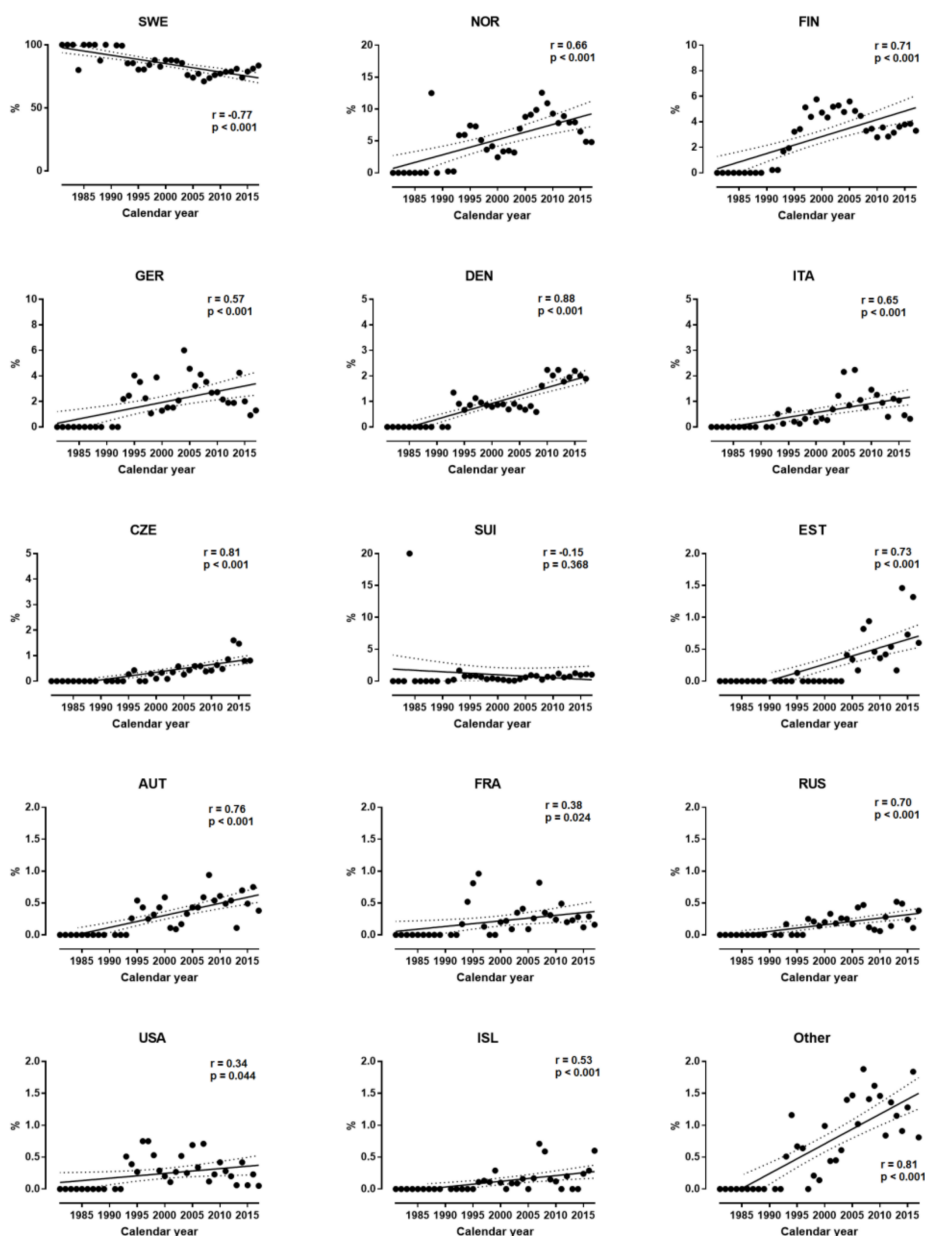 SWE
100
50
0
%
r = -0.77
p < 0.001
1985 1990 1995 2000 2005 2010 2015
Calendar year
NOR
20
15
10
5
0
%
r = 0.66
p < 0.001
1985 1990 1995 2000 2005 2010 2015
Calendar year
FIN
10
8
6
4
2
0
%
r = 0.71
p < 0.001
1985 1990 1995 2000 2005 2010 2015
Calendar year
GER
10
8
6
4
2
0
%
r = 0.57
p < 0.001
1985 1990 1995 2000 2005 2010 2015
Calendar year
DEN
5
4
3
2
1
0
%
r = 0.88
p < 0.001
1985 1990 1995 2000 2005 2010 2015
Calendar year
ITA
5
4
3
2
1
0
%
r = 0.65
p < 0.001
1985 1990 1995 2000 2005 2010 2015
Calendar year
CZE
5
4
3
2
1
0
%
r = 0.81
p < 0.001
1985 1990 1995 2000 2005 2010 2015
Calendar year
SUI
20
15
10
5
0
%
r = -0.15
p = 0.368
1985 1990 1995 2000 2005 2010 2015
Calendar year
EST
2.0
1.5
1.0
0.5
0.0
%
r = 0.73
p < 0.001
1985 1990 1995 2000 2005 2010 2015
Calendar year
AUT
2.0
1.5
1.0
0.5
0.0
%
r = 0.76
p < 0.001
1985 1990 1995 2000 2005 2010 2015
Calendar year
FRA
2.0
1.5
1.0
0.5
0.0
%
r = 0.38
p = 0.024
1985 1990 1995 2000 2005 2010 2015
Calendar year
RUS
2.0
1.5
1.0
0.5
0.0
%
r = 0.70
p < 0.001
1985 1990 1995 2000 2005 2010 2015
Calendar year
USA
2.0
1.5
1.0
0.5
0.0
%
r = 0.34
p = 0.044
1985 1990 1995 2000 2005 2010 2015
Calendar year
ISL
2.0
1.5
1.0
0.5
0.0
%
r = 0.53
p < 0.001
1985 1990 1995 2000 2005 2010 2015
Calendar year
Other
2.0
1.5
1.0
0.5
0.0
%
r = 0.81
p < 0.001
1985 1990 1995 2000 2005 2010 2015
Calendar year